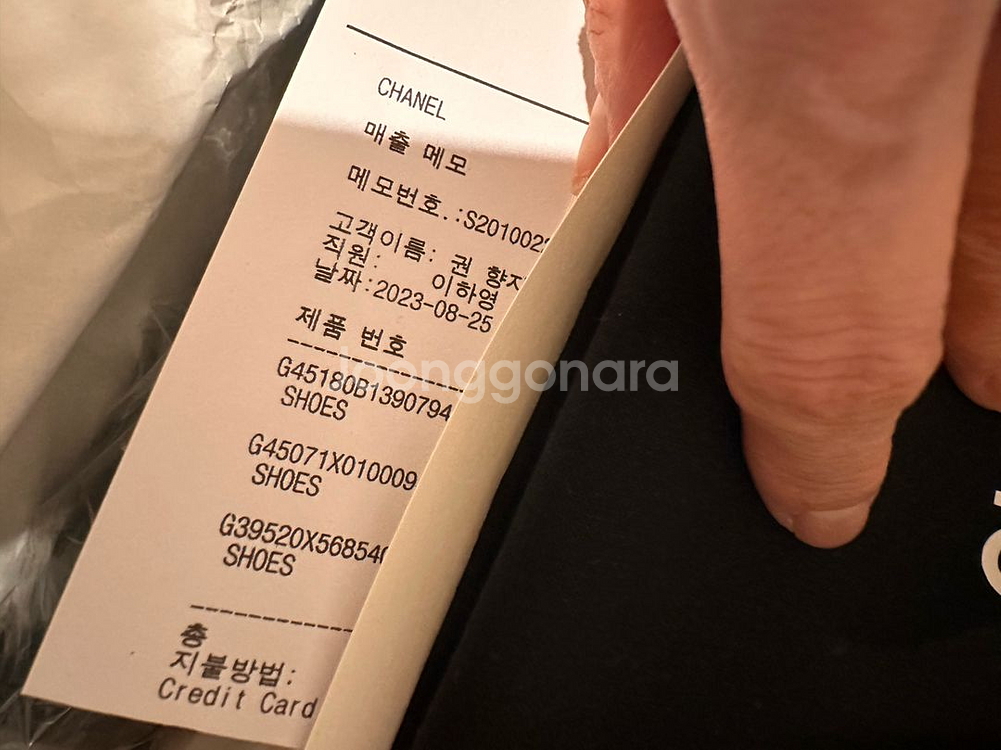 CHANEL
매출 메모
메모번호.:S201002
고객이름: 권
직원: 이하영
날짜:2023-08-25
제품 번호
joonggonara
G45180B1390794
SHOES
G45071X010009
SHOES
G39520X56854
SHOES
총
지불방법:
Credit Card